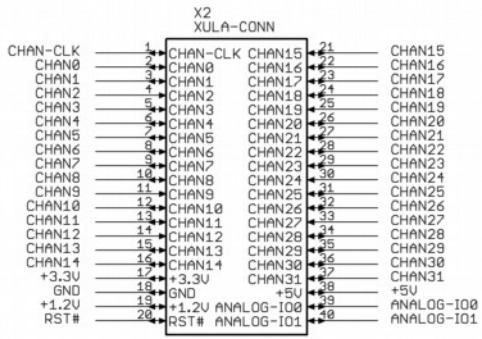 X2
XULA-CONN
CHAN-CLK 1 CHAN-CLK CHAN15 21 CHAN15
CHAN0 2 CHAN0 CHAN16 22 CHAN16
CHAN1 3 CHAN1 CHAN17 23 CHAN17
CHAN2 4 CHAN2 CHAN18 24 CHAN18
CHAN3 5 CHAN3 CHAN19 25 CHAN19
CHAN4 6 CHAN4 CHAN20 26 CHAN20
CHAN5 7 CHAN5 CHAN21 27 CHAN21
CHAN6 8 CHAN6 CHAN22 28 CHAN22
CHAN7 9 CHAN7 CHAN23 29 CHAN23
CHAN8 10 CHAN8 CHAN24 30 CHAN24
CHAN9 11 CHAN9 CHAN25 31 CHAN25
CHAN10 12 CHAN10 CHAN26 32 CHAN26
CHAN11 13 CHAN11 CHAN27 33 CHAN27
CHAN12 14 CHAN12 CHAN28 34 CHAN28
CHAN13 15 CHAN13 CHAN29 35 CHAN29
CHAN14 16 CHAN14 CHAN30 36 CHAN30
+3.3V 17 +3.3V CHAN31 37 CHAN31
GND 18 GND +5V 38 +5V
+1.2V 19 +1.2V ANALOG-IO0 39 ANALOG-IO0
RST# 20 RST# ANALOG-IO1 40 ANALOG-IO1